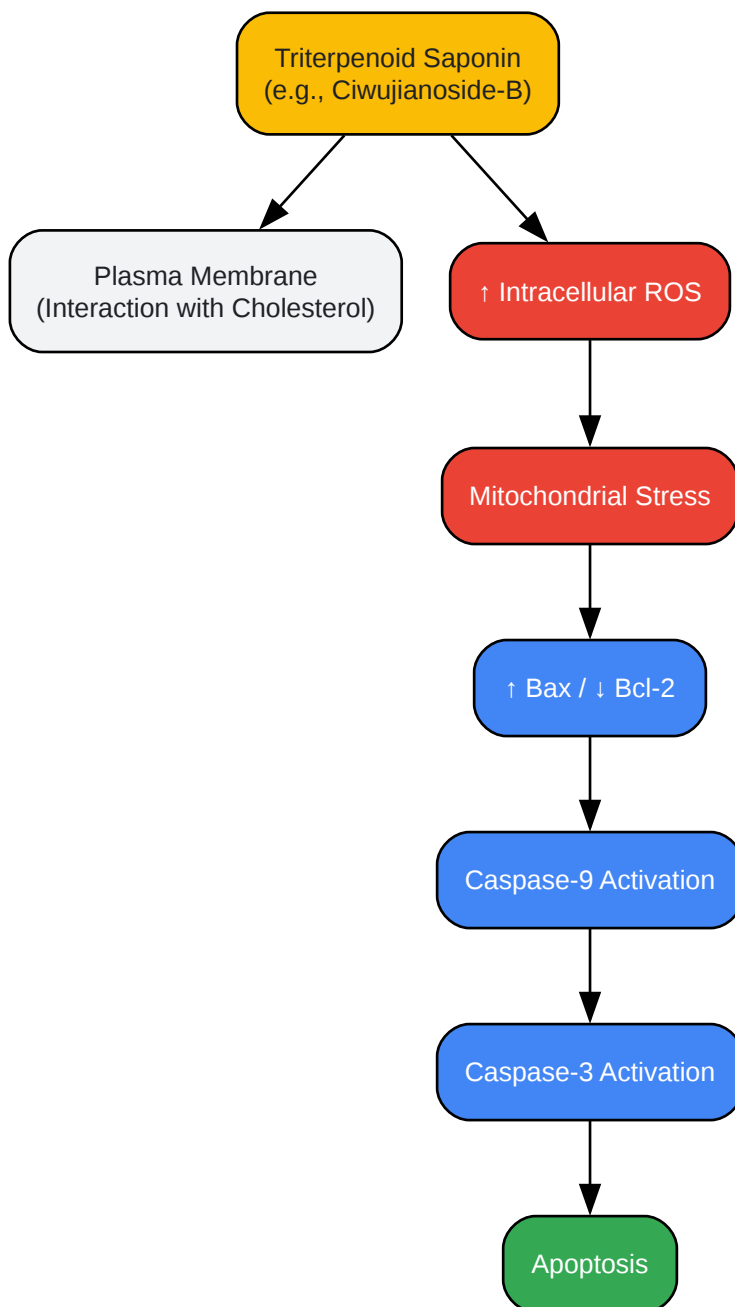 Triterpenoid Saponin
(e.g., Ciwujianoside-B)
Plasma Membrane
(Interaction with Cholesterol)
↑ Intracellular ROS
Mitochondrial Stress
↑ Bax / ↓ Bcl-2
Caspase-9 Activation
Caspase-3 Activation
Apoptosis